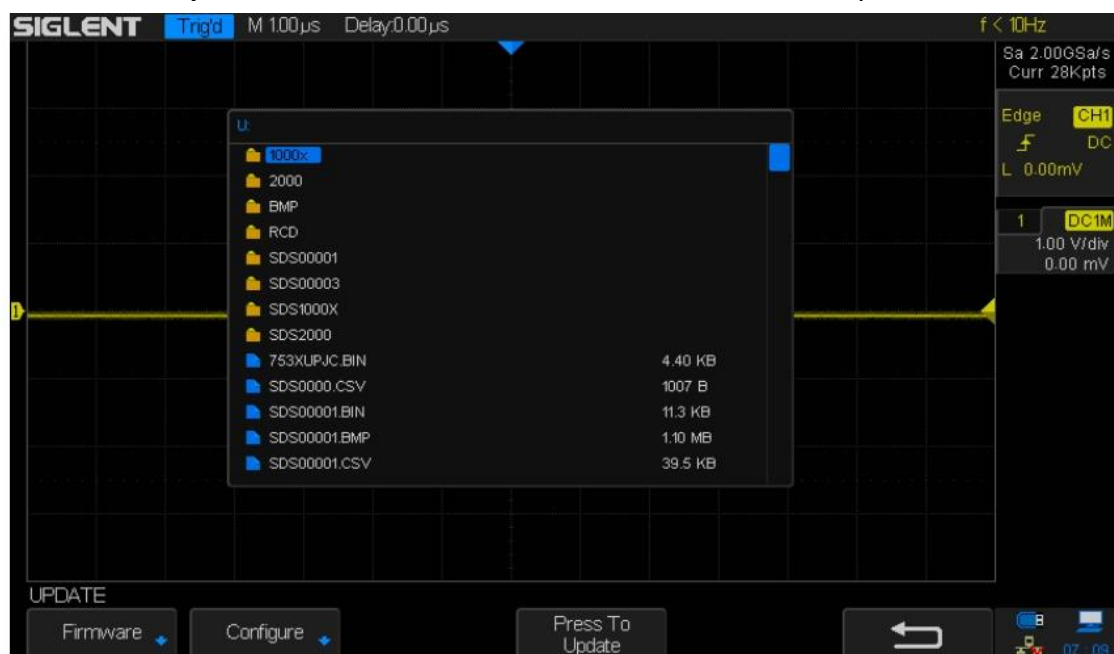 SIGLENT Trig'd M 1.00µs Delay:0.00µs f < 10Hz
Sa 2.00GSa/s
Curr 28Kpts
Edge CH1
DC
L 0.00mV
1 DC1M
1.00 V/div
0.00 mV
U:
1000x
2000
BMP
RCD
SDS00001
SDS00003
SDS1000X
SDS2000
753XUPJC.BIN 4.40 KB
SDS0000.CSV 1007 B
SDS00001.BIN 11.3 KB
SDS00001.BMP 1.10 MB
SDS00001.CSV 39.5 KB
1
UPDATE
Firmware Configure Press To
Update
07:09